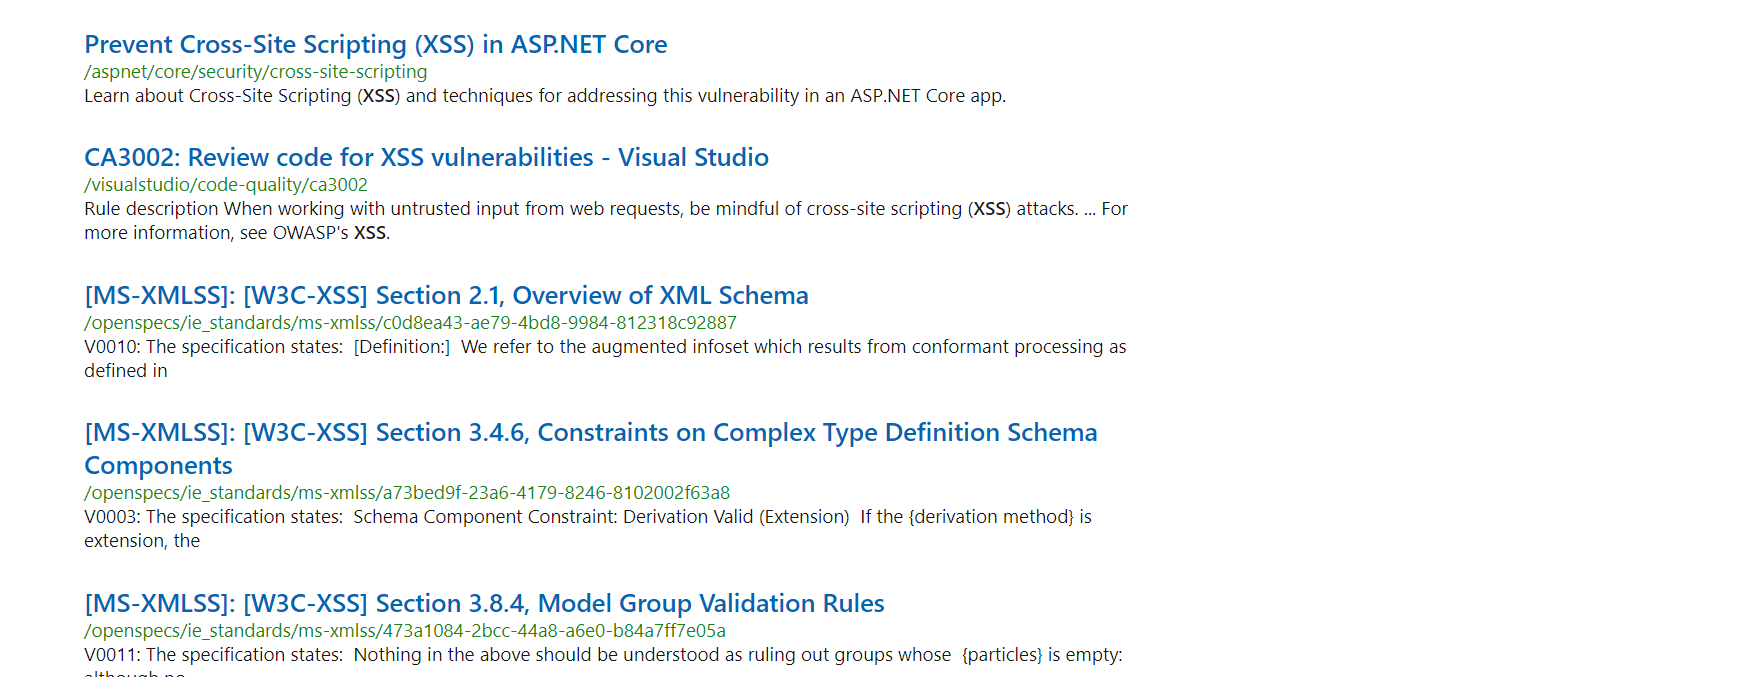 Prevent Cross-Site Scripting (XSS) in ASP.NET Core
/aspnet/core/security/cross-site-scripting
Learn about Cross-Site Scripting (XSS) and techniques for addressing this vulnerability in an ASP.NET Core app.
CA3002: Review code for XSS vulnerabilities - Visual Studio
/visualstudio/code-quality/ca3002
Rule description When working with untrusted input from web requests, be mindful of cross-site scripting (XSS) attacks. ... For
more information, see OWASP's XSS.
[MS-XMLSS]: [W3C-XSS] Section 2.1, Overview of XML Schema
/openspecs/ie_standards/ms-xmlss/c0d8ea43-ae79-4bd8-9984-812318c92887
V0010: The specification states:  [Definition:]  We refer to the augmented infoset which results from conformant processing as
defined in
[MS-XMLSS]: [W3C-XSS] Section 3.4.6, Constraints on Complex Type Definition Schema
Components
/openspecs/ie_standards/ms-xmlss/a73bed9f-23a6-4179-8246-8102002f63a8
V0003: The specification states:  Schema Component Constraint: Derivation Valid (Extension)  If the {derivation method} is
extension, the
[MS-XMLSS]: [W3C-XSS] Section 3.8.4, Model Group Validation Rules
/openspecs/ie_standards/ms-xmlss/473a1084-2bcc-44a8-a6e0-b84a7ff7e05a
V0011: The specification states:  Nothing in the above should be understood as ruling out groups whose  {particles} is empty:
although no